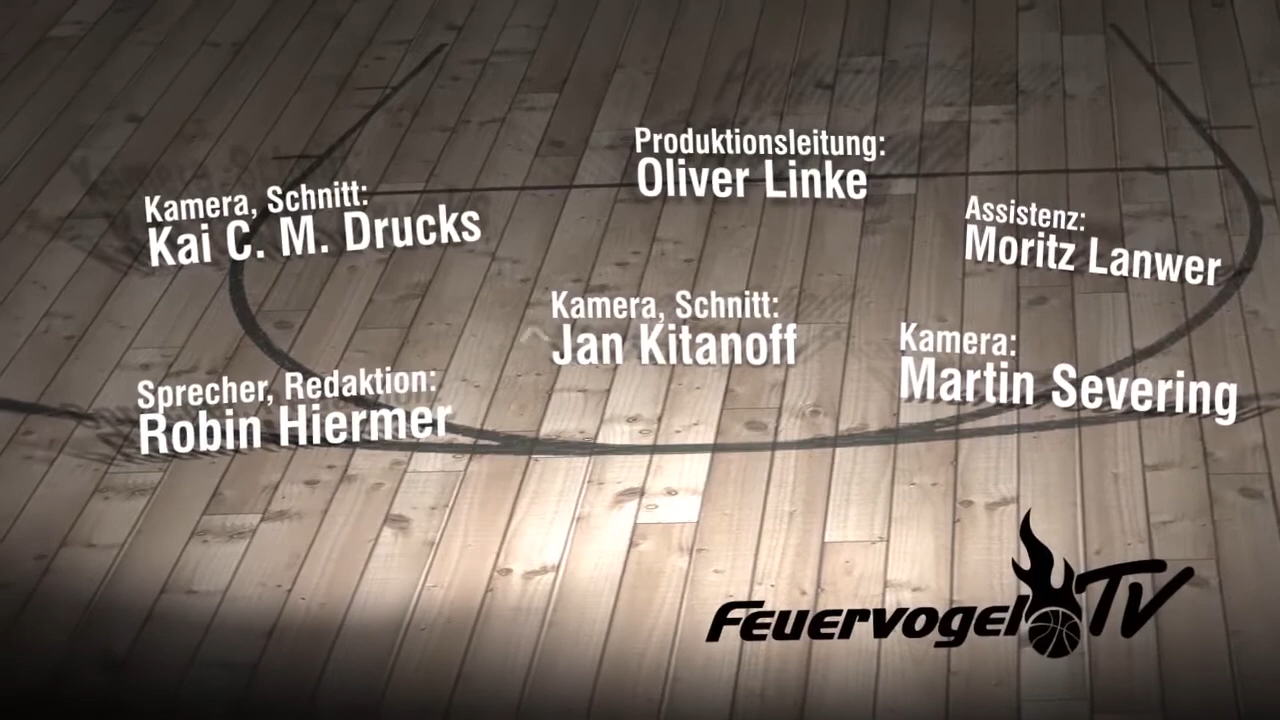 Produktionsleitung:
Oliver Linke
Kamera, Schnitt:
Kai C. M. Drucks
Assistenz:
Moritz Lanwer
Kamera, Schnitt:
Jan Kitanoff
Kamera:
Martin Severing
Sprecher, Redaktion:
Robin Hiermer
Feuervogel TV